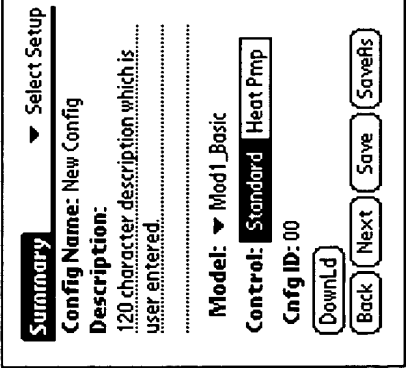 Summary ▼ Select Setup
Config Name: New Config
Description:
120 character description which is
user entered.
Model: ▼ Mod1_Basic
Control: Standard Heat Pmp
Cnfg ID: 00
DownLd
Back Next Save SaveAs